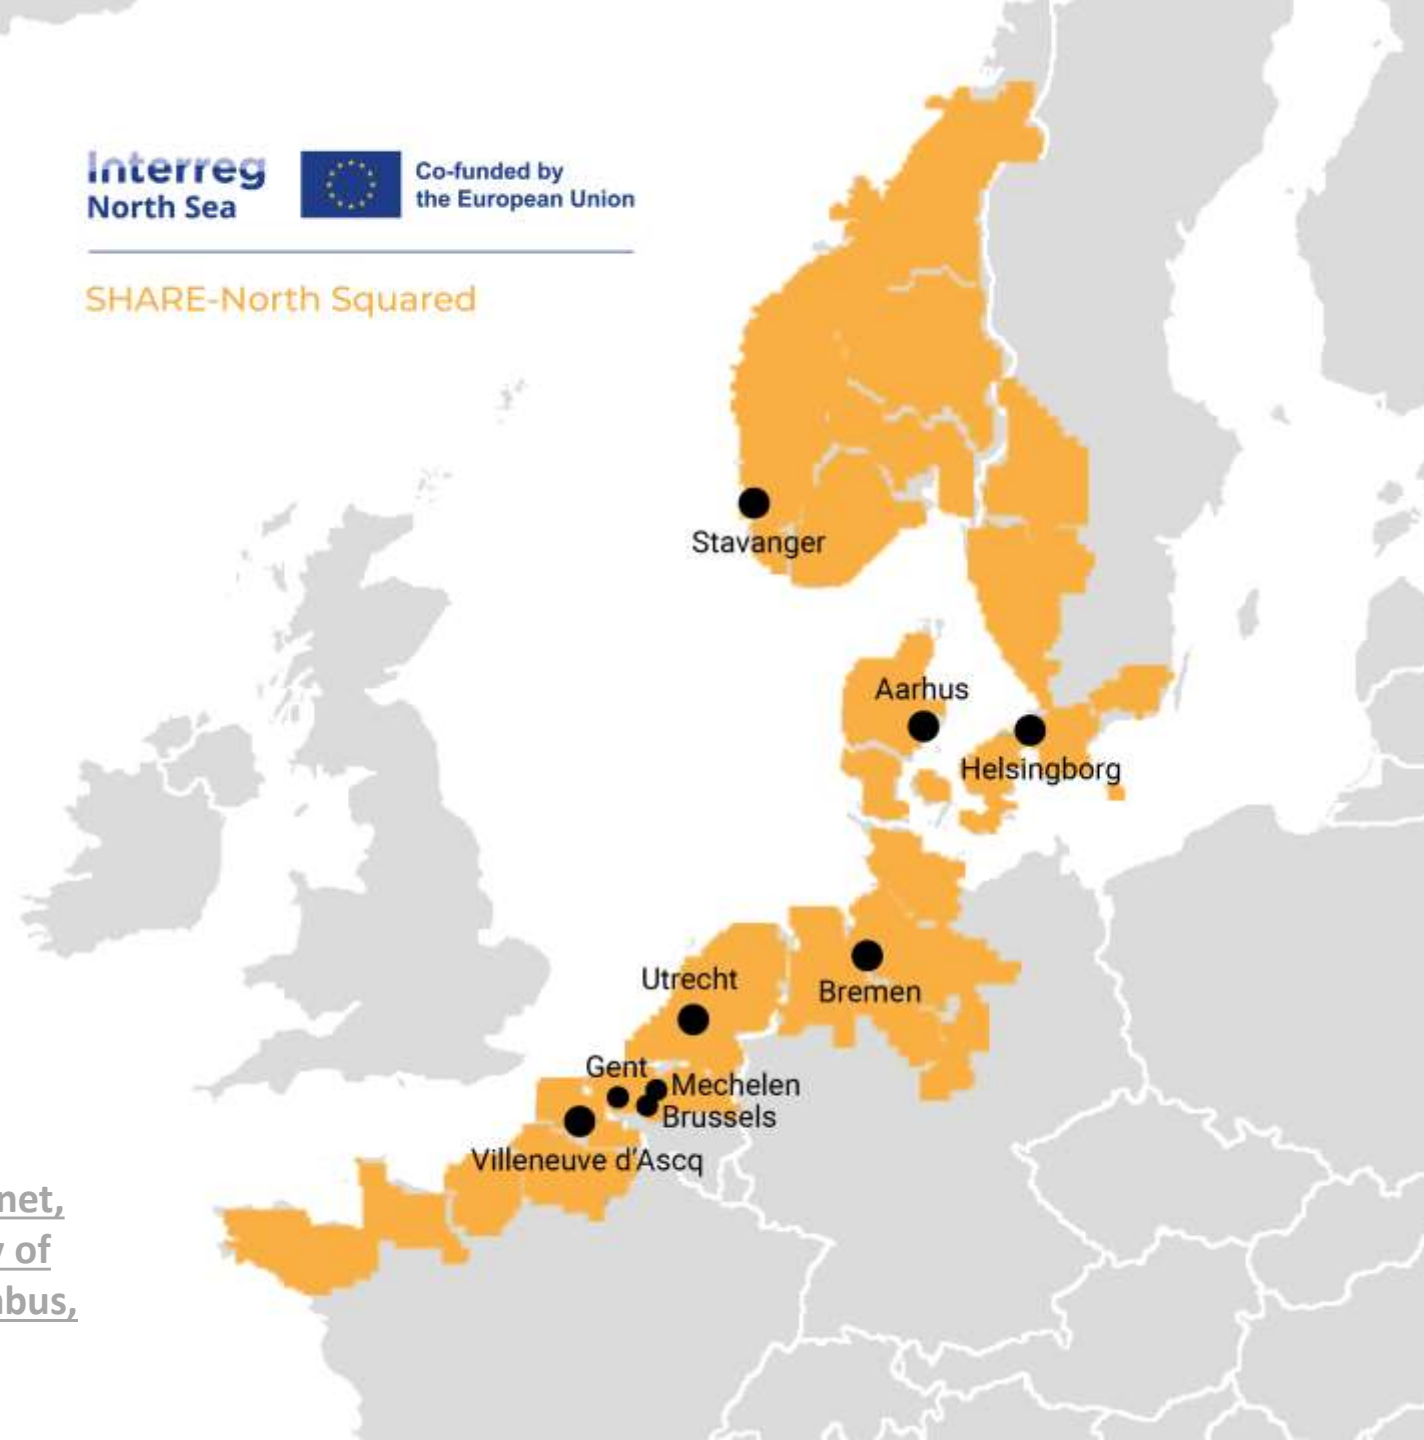 Interreg
North Sea
Co-funded by
the European Union
SHARE-North Squared
Stavanger
Aarhus
Helsingborg
Utrecht
Bremen
Gent
Mechelen
Brussels
Villeneuve d'Ascq
net,
of
bus,